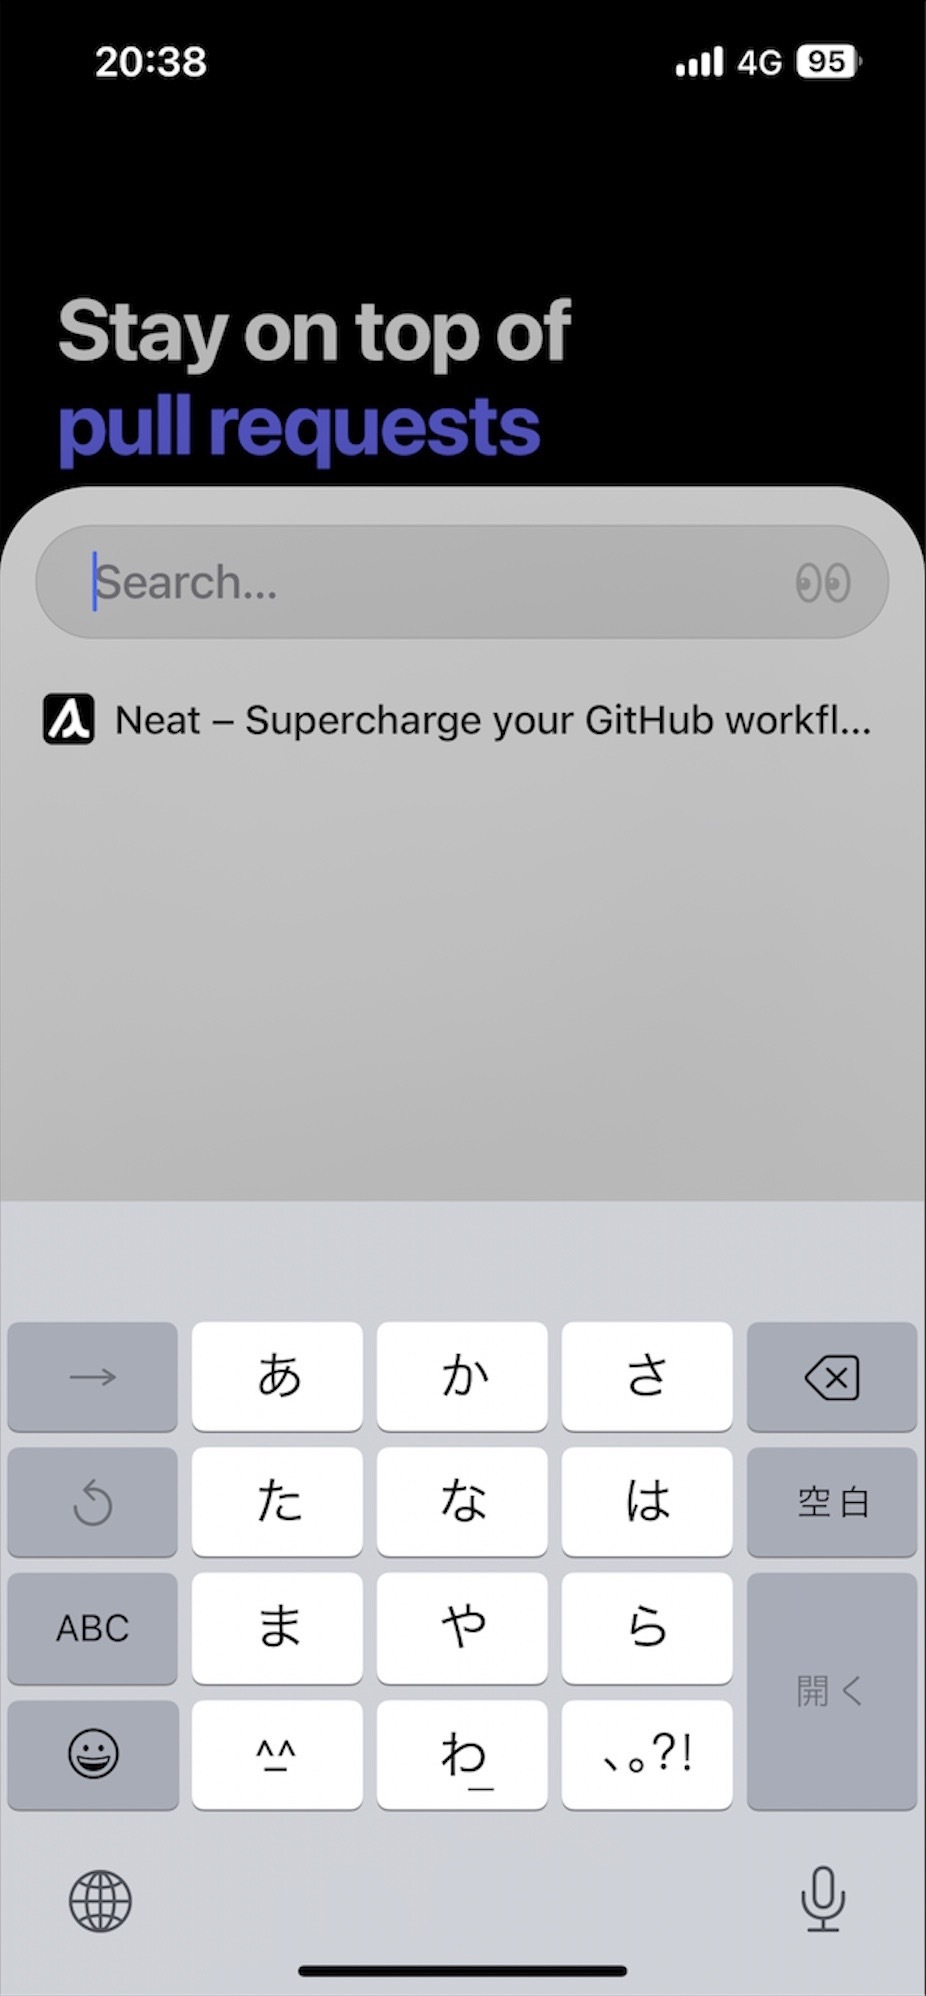 20:38 4G 95
Stay on top of
pull requests
Search...
Neat – Supercharge your GitHub workfl...
→ あ か さ
た な は 空白
ABC ま や ら
^_^ わ_ 、。?! 開く